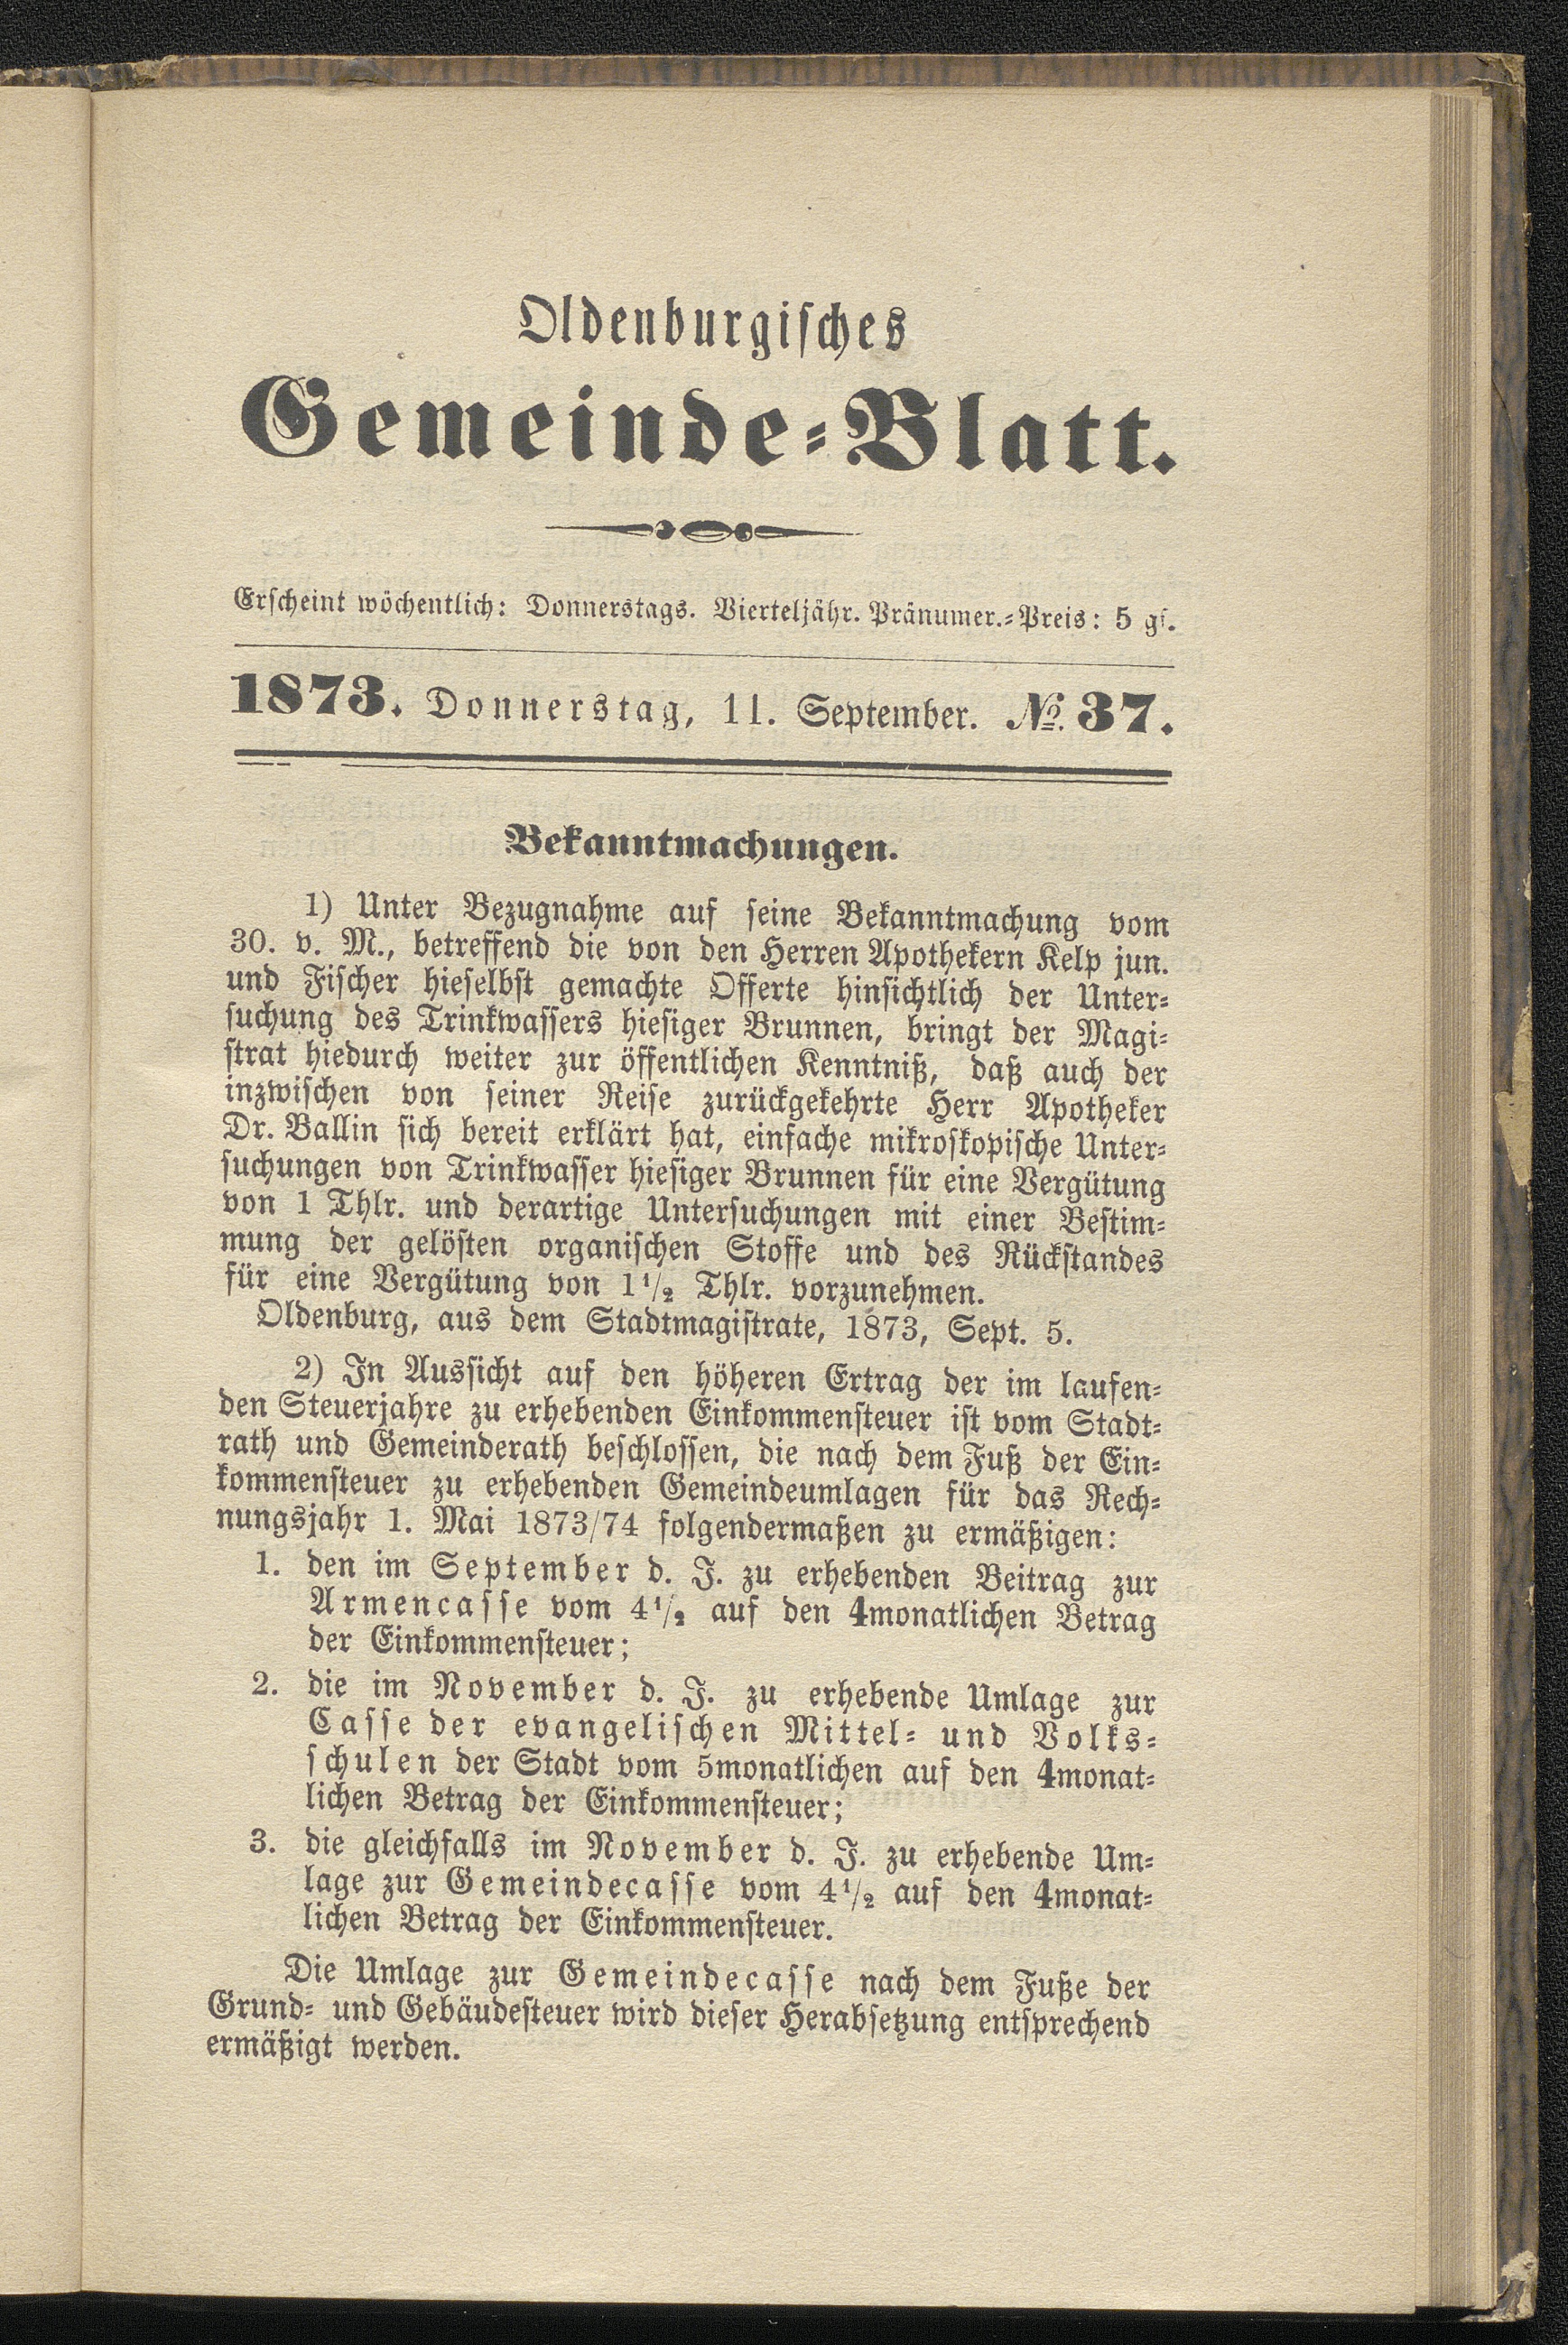 Oldenburgisches
Gemeinde-Blatt.
Erscheint wöchentlich: Donnerstags. Vierteljähr. Pränumer.-Preis: 5 gs.
1873. Donnerstag, 11. September. No. 37.
Bekanntmachungen.
1) Unter Bezugnahme auf seine Bekanntmachung vom
30. v. M., betreffend die von den Herren Apothekern Kelp jun.
und Fischer hieselbst gemachte Offerte hinsichtlich der Unter-
suchung des Trinkwassers hiesiger Brunnen, bringt der Magi-
strat hiedurch weiter zur öffentlichen Kenntniß, daß auch der
inzwischen von seiner Reise zurückgekehrte Herr Apotheker
Dr. Ballin sich bereit erklärt hat, einfache mikroskopische Unter-
suchungen von Trinkwasser hiesiger Brunnen für eine Vergütung
von 1 Thlr. und derartige Untersuchungen mit einer Bestim-
mung der gelösten organischen Stoffe und des Rückstandes
für eine Vergütung von 1 1/2 Thlr. vorzunehmen.
Oldenburg, aus dem Stadtmagistrate, 1873, Sept. 5.
2) In Aussicht auf den höheren Ertrag der im laufen-
den Steuerjahre zu erhebenden Einkommensteuer ist vom Stadt-
rath und Gemeinderath beschlossen, die nach dem Fuß der Ein-
kommensteuer zu erhebenden Gemeindeumlagen für das Rech-
nungsjahr 1. Mai 1873/74 folgendermaßen zu ermäßigen:
1. den im September d. J. zu erhebenden Beitrag zur
Armencasse vom 4 1/2 auf den 4monatlichen Betrag
der Einkommensteuer;
2. die im November d. J. zu erhebende Umlage zur
Casse der evangelischen Mittel- und Volks-
schulen der Stadt vom 5monatlichen auf den 4monat-
lichen Betrag der Einkommensteuer;
3. die gleichfalls im November d. J. zu erhebende Um-
lage zur Gemeindecasse vom 4 1/2 auf den 4monat-
lichen Betrag der Einkommensteuer.
Die Umlage zur Gemeindecasse nach dem Fuße der
Grund- und Gebäudesteuer wird dieser Herabsetzung entsprechend
ermäßigt werden.